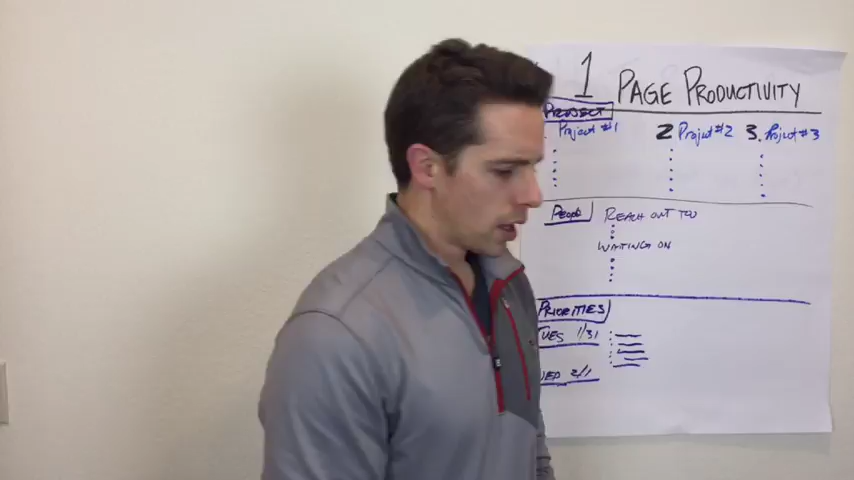 1 PAGE PRODUCTIVITY
PROJECT
Project #1 2 Project #2 3. Project #3
People REACH OUT TOO
WAITING ON
PRIORITIES
TUES 1/31
WED 2/1